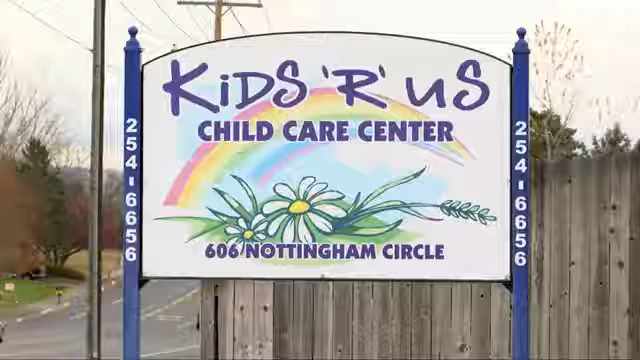 KiDS 'R' uS
CHILD CARE CENTER
606 NOTTINGHAM CIRCLE
254-6656
254-6656